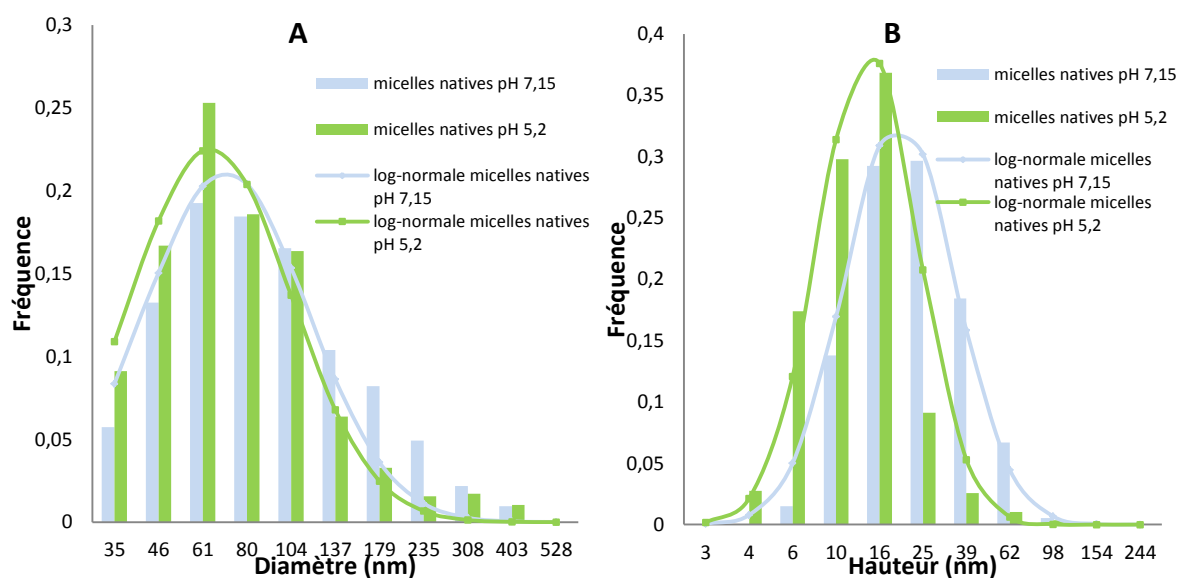 A
0,3
0,25
0,2
0,15
0,1
0,05
0
Fréquence
micelles natives pH 7,15
micelles natives pH 5,2
log-normale micelles natives
pH 7,15
log-normale micelles natives
pH 5,2
35 46 61 80 104 137 179 235 308 403 528
Diamètre (nm)
B
0,4
0,35
0,3
0,25
0,2
0,15
0,1
0,05
0
Fréquence
micelles natives pH 7,15
micelles natives pH 5,2
log-normale micelles
natives pH 7,15
log-normale micelles
natives pH 5,2
3 4 6 10 16 25 39 62 98 154 244
Hauteur (nm)